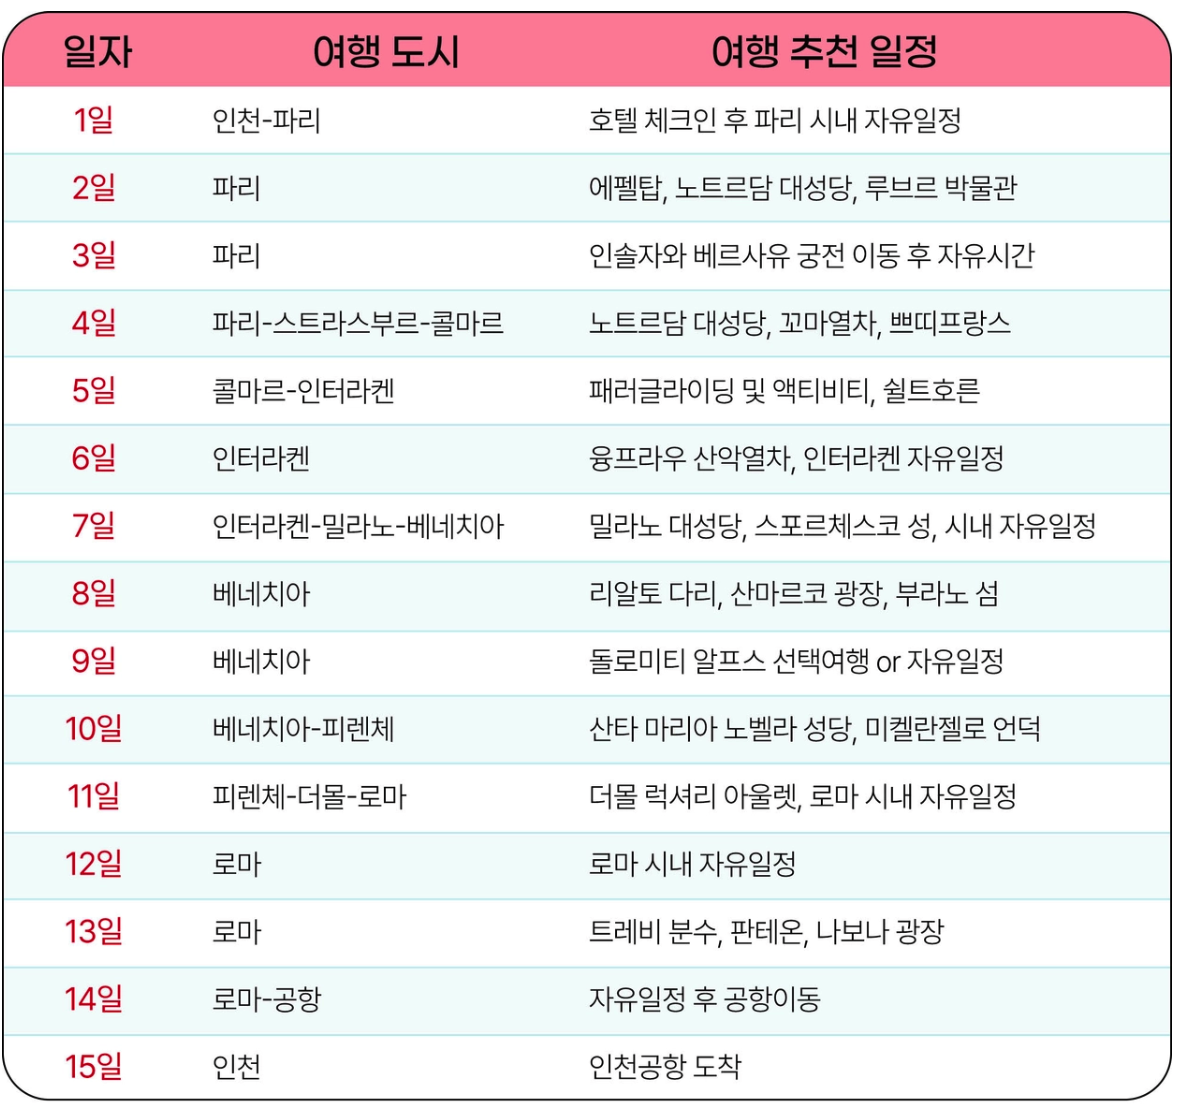 일자 여행 도시 여행 추천 일정
1일 인천-파리 호텔 체크인 후 파리 시내 자유일정
2일 파리 에펠탑, 노트르담 대성당, 루브르 박물관
3일 파리 인솔자와 베르사유 궁전 이동 후 자유시간
4일 파리-스트라스부르-콜마르 노트르담 대성당, 꼬마열차, 쁘띠프랑스
5일 콜마르-인터라켄 패러글라이딩 및 액티비티, 쉴트호른
6일 인터라켄 융프라우 산악열차, 인터라켄 자유일정
7일 인터라켄-밀라노-베네치아 밀라노 대성당, 스포르체스코 성, 시내 자유일정
8일 베네치아 리알토 다리, 산마르코 광장, 부라노 섬
9일 베네치아 돌로미티 알프스 선택여행 or 자유일정
10일 베네치아-피렌체 산타 마리아 노벨라 성당, 미켈란젤로 언덕
11일 피렌체-더몰-로마 더몰 럭셔리 아울렛, 로마 시내 자유일정
12일 로마 로마 시내 자유일정
13일 로마 트레비 분수, 판테온, 나보나 광장
14일 로마-공항 자유일정 후 공항이동
15일 인천 인천공항 도착